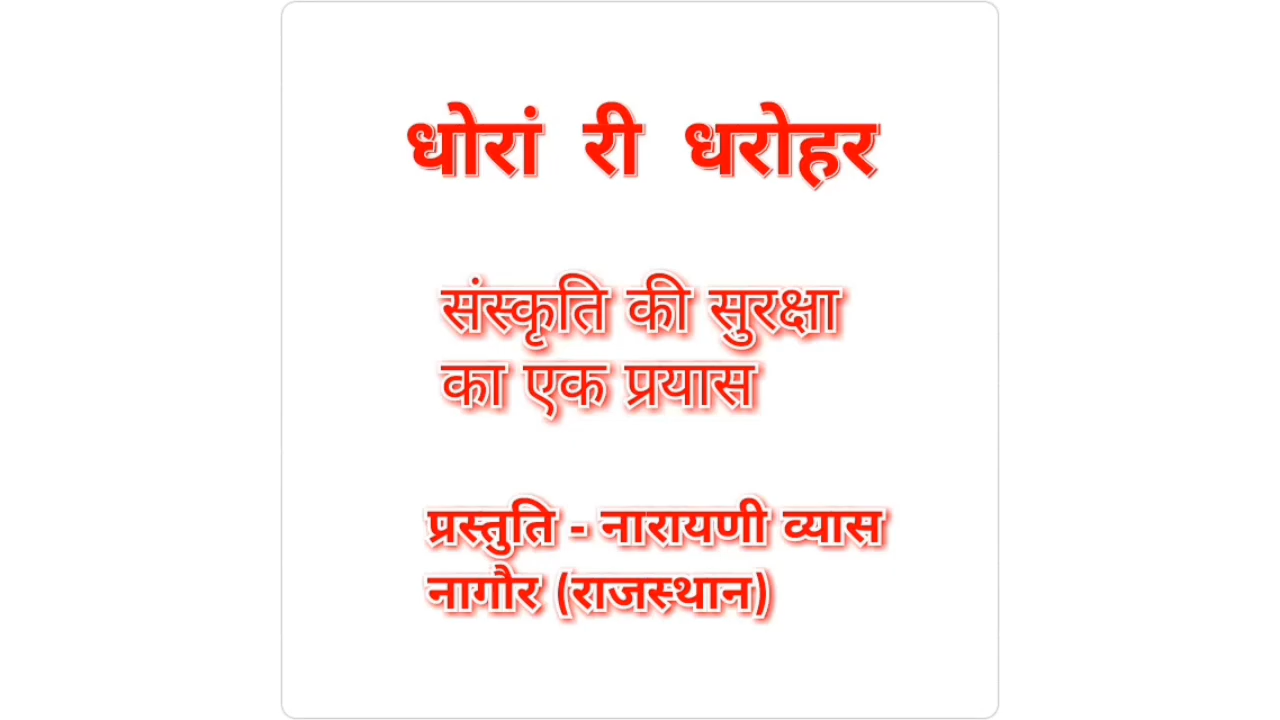 धोरां री धरोहर
संस्कृति की सुरक्षा
का एक प्रयास
प्रस्तुति - नारायणी व्यास
नागौर (राजस्थान)